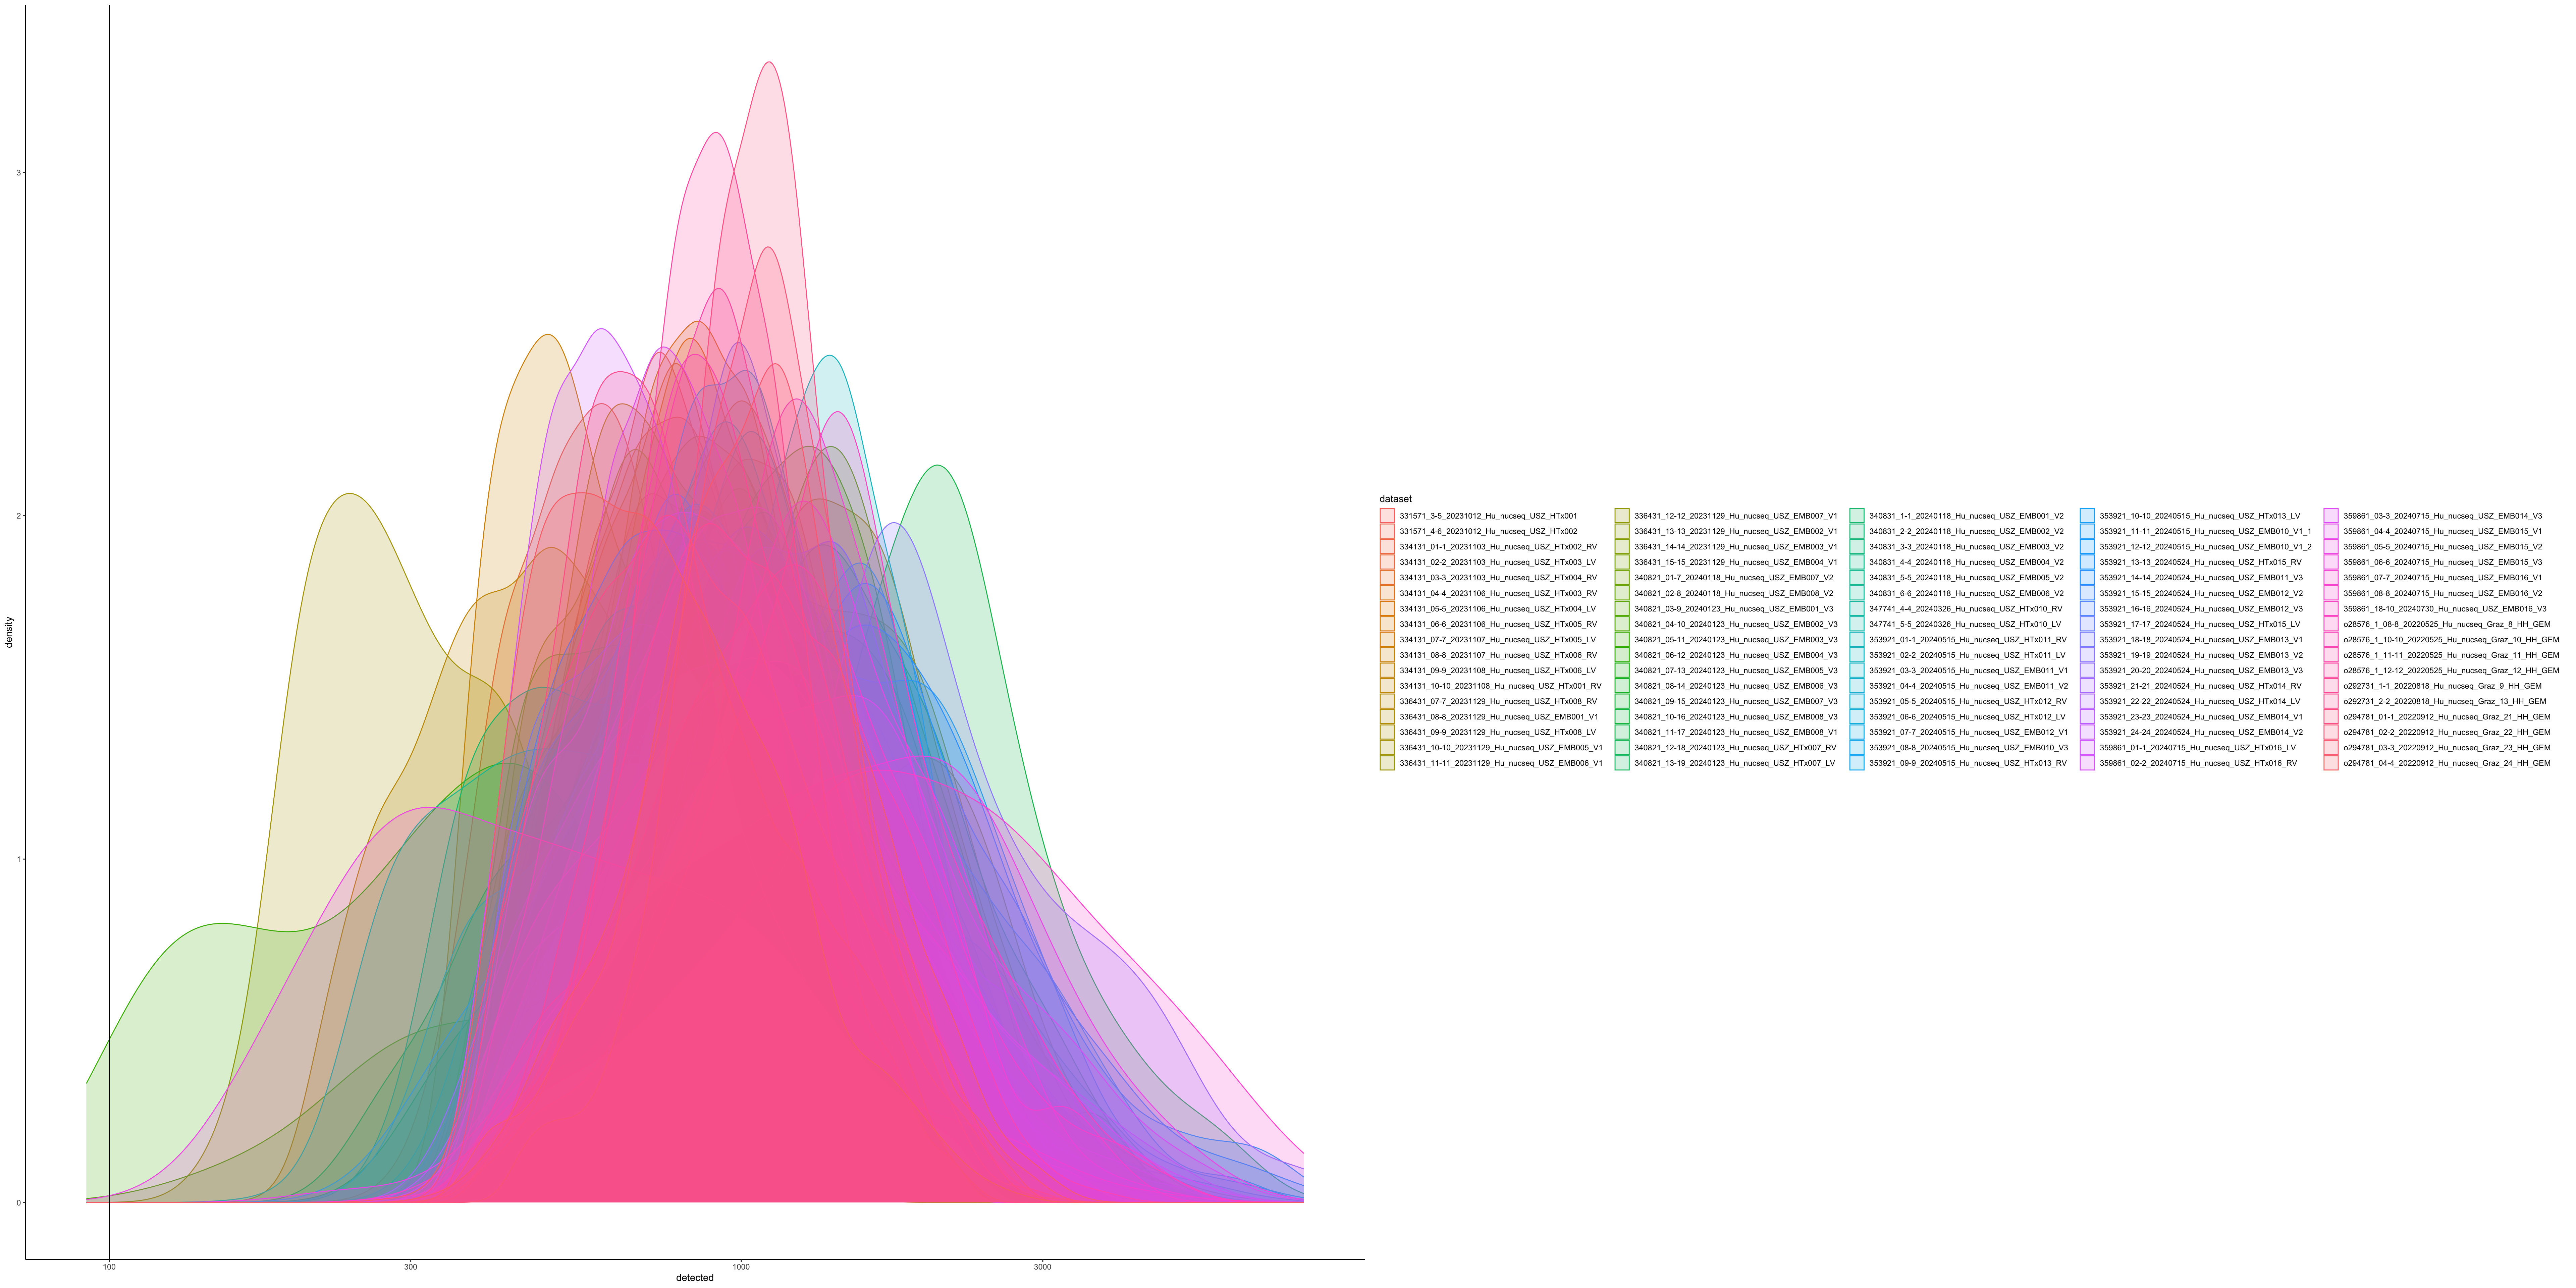 density
3
2
1
0
100
300
1000
3000
detected
dataset
331571_3-5_20231012_Hu_nucseq_USZ_HTx001
331571_4-6_20231012_Hu_nucseq_USZ_HTx002
334131_01-1_20231103_Hu_nucseq_USZ_HTx002_RV
334131_02-2_20231103_Hu_nucseq_USZ_HTx003_LV
334131_03-3_20231103_Hu_nucseq_USZ_HTx004_RV
334131_04-4_20231106_Hu_nucseq_USZ_HTx003_RV
334131_05-5_20231106_Hu_nucseq_USZ_HTx004_LV
334131_06-6_20231106_Hu_nucseq_USZ_HTx005_RV
334131_07-7_20231107_Hu_nucseq_USZ_HTx005_LV
334131_08-8_20231107_Hu_nucseq_USZ_HTx006_RV
334131_09-9_20231108_Hu_nucseq_USZ_HTx006_LV
334131_10-10_20231108_Hu_nucseq_USZ_HTx001_RV
336431_07-7_20231129_Hu_nucseq_USZ_HTx008_RV
336431_08-8_20231129_Hu_nucseq_USZ_EMB001_V1
336431_09-9_20231129_Hu_nucseq_USZ_HTx008_LV
336431_10-10_20231129_Hu_nucseq_USZ_EMB005_V1
336431_11-11_20231129_Hu_nucseq_USZ_EMB006_V1
336431_12-12_20231129_Hu_nucseq_USZ_EMB007_V1
336431_13-13_20231129_Hu_nucseq_USZ_EMB002_V1
336431_14-14_20231129_Hu_nucseq_USZ_EMB003_V1
336431_15-15_20231129_Hu_nucseq_USZ_EMB004_V1
340821_01-7_20240118_Hu_nucseq_USZ_EMB007_V2
340821_02-8_20240118_Hu_nucseq_USZ_EMB008_V2
340821_03-9_20240123_Hu_nucseq_USZ_EMB001_V3
340821_04-10_20240123_Hu_nucseq_USZ_EMB002_V3
340821_05-11_20240123_Hu_nucseq_USZ_EMB003_V3
340821_06-12_20240123_Hu_nucseq_USZ_EMB004_V3
340821_07-13_20240123_Hu_nucseq_USZ_EMB005_V3
340821_08-14_20240123_Hu_nucseq_USZ_EMB006_V3
340821_09-15_20240123_Hu_nucseq_USZ_EMB007_V3
340821_10-16_20240123_Hu_nucseq_USZ_EMB008_V3
340821_11-17_20240123_Hu_nucseq_USZ_EMB008_V1
340821_12-18_20240123_Hu_nucseq_USZ_HTx007_RV
340821_13-19_20240123_Hu_nucseq_USZ_HTx007_LV
340831_1-1_20240118_Hu_nucseq_USZ_EMB001_V2
340831_2-2_20240118_Hu_nucseq_USZ_EMB002_V2
340831_3-3_20240118_Hu_nucseq_USZ_EMB003_V2
340831_4-4_20240118_Hu_nucseq_USZ_EMB004_V2
340831_5-5_20240118_Hu_nucseq_USZ_EMB005_V2
340831_6-6_20240118_Hu_nucseq_USZ_EMB006_V2
347741_4-4_20240326_Hu_nucseq_USZ_HTx010_RV
347741_5-5_20240326_Hu_nucseq_USZ_HTx010_LV
353921_01-1_20240515_Hu_nucseq_USZ_HTx011_RV
353921_02-2_20240515_Hu_nucseq_USZ_HTx011_LV
353921_03-3_20240515_Hu_nucseq_USZ_EMB011_V1
353921_04-4_20240515_Hu_nucseq_USZ_EMB011_V2
353921_05-5_20240515_Hu_nucseq_USZ_HTx012_RV
353921_06-6_20240515_Hu_nucseq_USZ_HTx012_LV
353921_07-7_20240515_Hu_nucseq_USZ_EMB012_V1
353921_08-8_20240515_Hu_nucseq_USZ_EMB010_V3
353921_09-9_20240515_Hu_nucseq_USZ_HTx013_RV
353921_10-10_20240515_Hu_nucseq_USZ_HTx013_LV
353921_11-11_20240515_Hu_nucseq_USZ_EMB010_V1_1
353921_12-12_20240515_Hu_nucseq_USZ_EMB010_V1_2
353921_13-13_20240524_Hu_nucseq_USZ_HTx015_RV
353921_14-14_20240524_Hu_nucseq_USZ_EMB011_V3
353921_15-15_20240524_Hu_nucseq_USZ_EMB012_V2
353921_16-16_20240524_Hu_nucseq_USZ_EMB012_V3
353921_17-17_20240524_Hu_nucseq_USZ_HTx015_LV
353921_18-18_20240524_Hu_nucseq_USZ_EMB013_V1
353921_19-19_20240524_Hu_nucseq_USZ_EMB013_V2
353921_20-20_20240524_Hu_nucseq_USZ_EMB013_V3
353921_21-21_20240524_Hu_nucseq_USZ_HTx014_RV
353921_22-22_20240524_Hu_nucseq_USZ_HTx014_LV
353921_23-23_20240524_Hu_nucseq_USZ_EMB014_V1
353921_24-24_20240524_Hu_nucseq_USZ_EMB014_V2
359861_01-1_20240715_Hu_nucseq_USZ_HTx016_LV
359861_02-2_20240715_Hu_nucseq_USZ_HTx016_RV
359861_03-3_20240715_Hu_nucseq_USZ_EMB014_V3
359861_04-4_20240715_Hu_nucseq_USZ_EMB015_V1
359861_05-5_20240715_Hu_nucseq_USZ_EMB015_V2
359861_06-6_20240715_Hu_nucseq_USZ_EMB015_V3
359861_07-7_20240715_Hu_nucseq_USZ_EMB016_V1
359861_08-8_20240715_Hu_nucseq_USZ_EMB016_V2
359861_18-10_20240730_Hu_nucseq_USZ_EMB016_V3
o28576_1_08-8_20220525_Hu_nucseq_Graz_8_HH_GEM
o28576_1_10-10_20220525_Hu_nucseq_Graz_10_HH_GEM
o28576_1_11-11_20220525_Hu_nucseq_Graz_11_HH_GEM
o28576_1_12-12_20220525_Hu_nucseq_Graz_12_HH_GEM
o292731_1-1_20220818_Hu_nucseq_Graz_9_HH_GEM
o292731_2-2_20220818_Hu_nucseq_Graz_13_HH_GEM
o294781_01-1_20220912_Hu_nucseq_Graz_21_HH_GEM
o294781_02-2_20220912_Hu_nucseq_Graz_22_HH_GEM
o294781_03-3_20220912_Hu_nucseq_Graz_23_HH_GEM
o294781_04-4_20220912_Hu_nucseq_Graz_24_HH_GEM